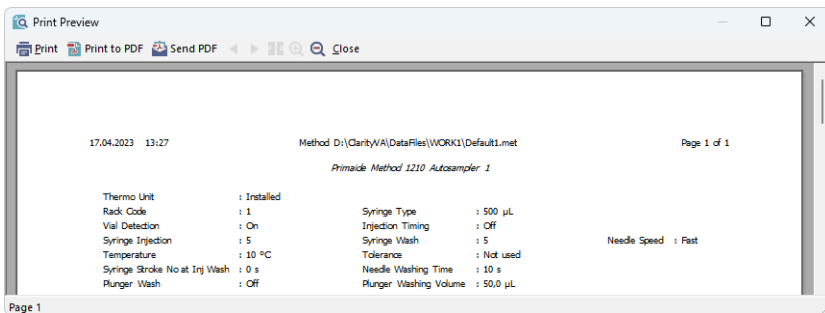 Print Preview
Print Print to PDF Send PDF Close
17.04.2023 13:27 Method D:\ClarityVA\DataFiles\WORK1\Default1.met Page 1 of 1
Primaide Method 1210 Autosampler 1
Thermo Unit : Installed
Rack Code : 1 Syringe Type : 500 µL
Vial Detection : On Injection Timing : Off
Syringe Injection : 5 Syringe Wash : 5 Needle Speed : Fast
Temperature : 10 °C Tolerance : Not used
Syringe Stroke No at Inj Wash : 0 s Needle Washing Time : 10 s
Plunger Wash : Off Plunger Washing Volume : 50,0 µL
Page 1